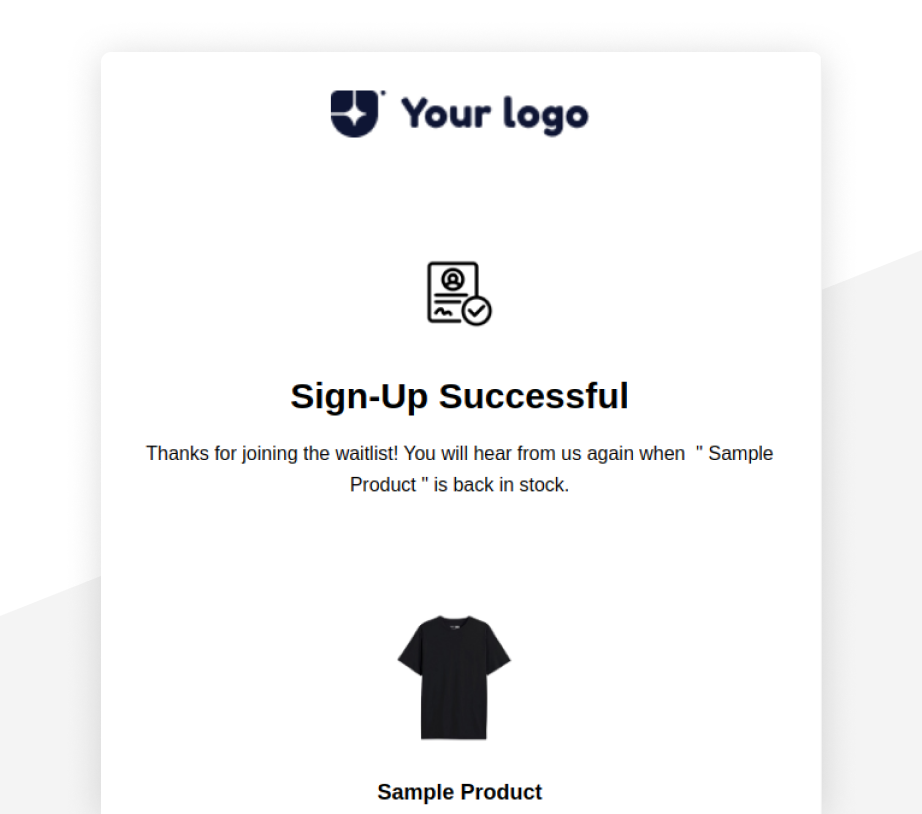 Your logo
Sign-Up Successful
Thanks for joining the waitlist! You will hear from us again when  " Sample
Product " is back in stock.
Sample Product